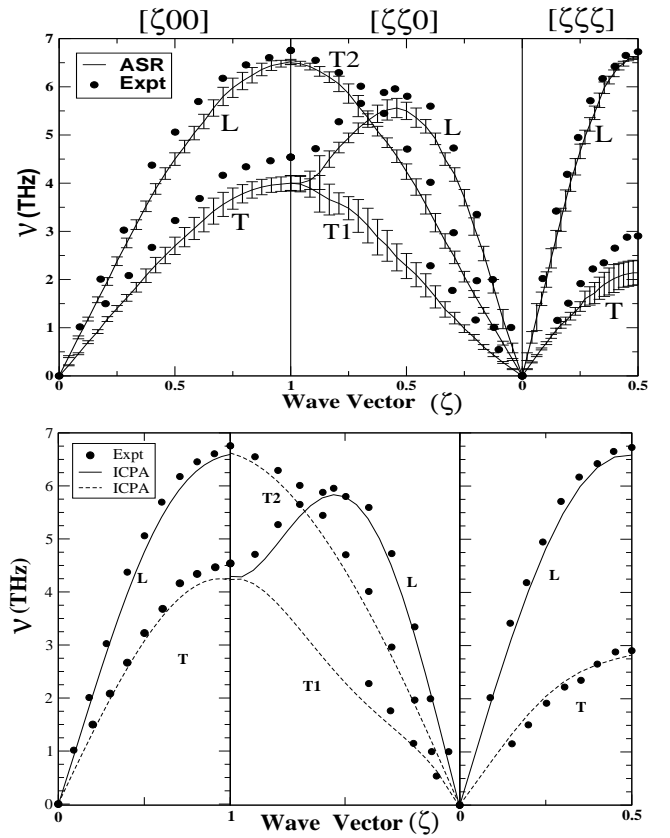 [ζ00] [ζζ0] [ζζζ]
7
6
5
4
3
2
1
0
ν (THz)
ASR
Expt
L
T
T2
L
T1
L
T
0 0.5 1 0.5 0 0.5
Wave Vector (ζ)
7
6
5
4
3
2
1
0
ν (THz)
Expt
ICPA
ICPA
L
T
T2
L
T1
L
T
0 1 0 0.5
Wave Vector (ζ)